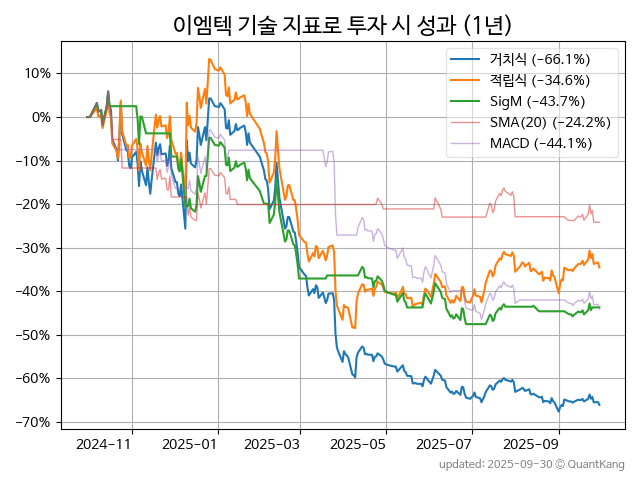 이엠텍 기술 지표로 투자 시 성과 (1년)
거치식 (−66.1%)
적립식 (−34.6%)
SigM (−43.7%)
SMA(20) (−24.2%)
MACD (−44.1%)
10%
0%
−10%
−20%
−30%
−40%
−50%
−60%
−70%
2024-11 2025-01 2025-03 2025-05 2025-07 2025-09
updated: 2025-09-30 © QuantKang